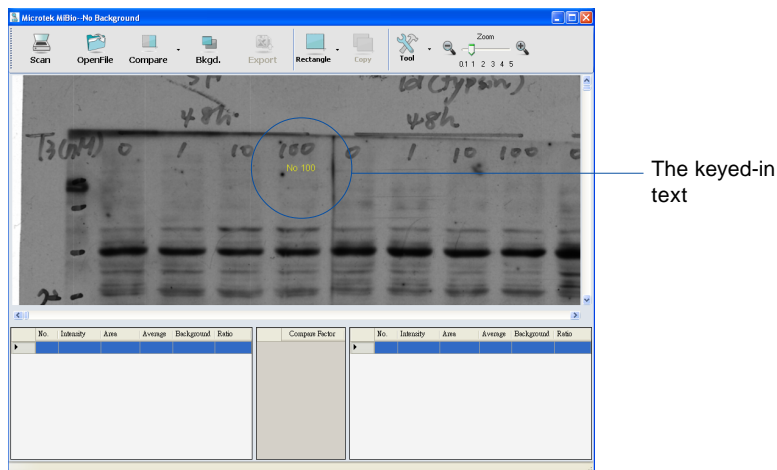 Microtek MiBio--No Background
Scan OpenFile Compare Bkgd. Export Rectangle Copy Tool
Zoom
0.1 1 2 3 4 5
48h 48h
T3(nM) 0 1 10 100 0 1 10 100
No 100
The keyed-in
text
No. Intensity Area Average Background Ratio
Compare Factor
No. Intensity Area Average Background Ratio